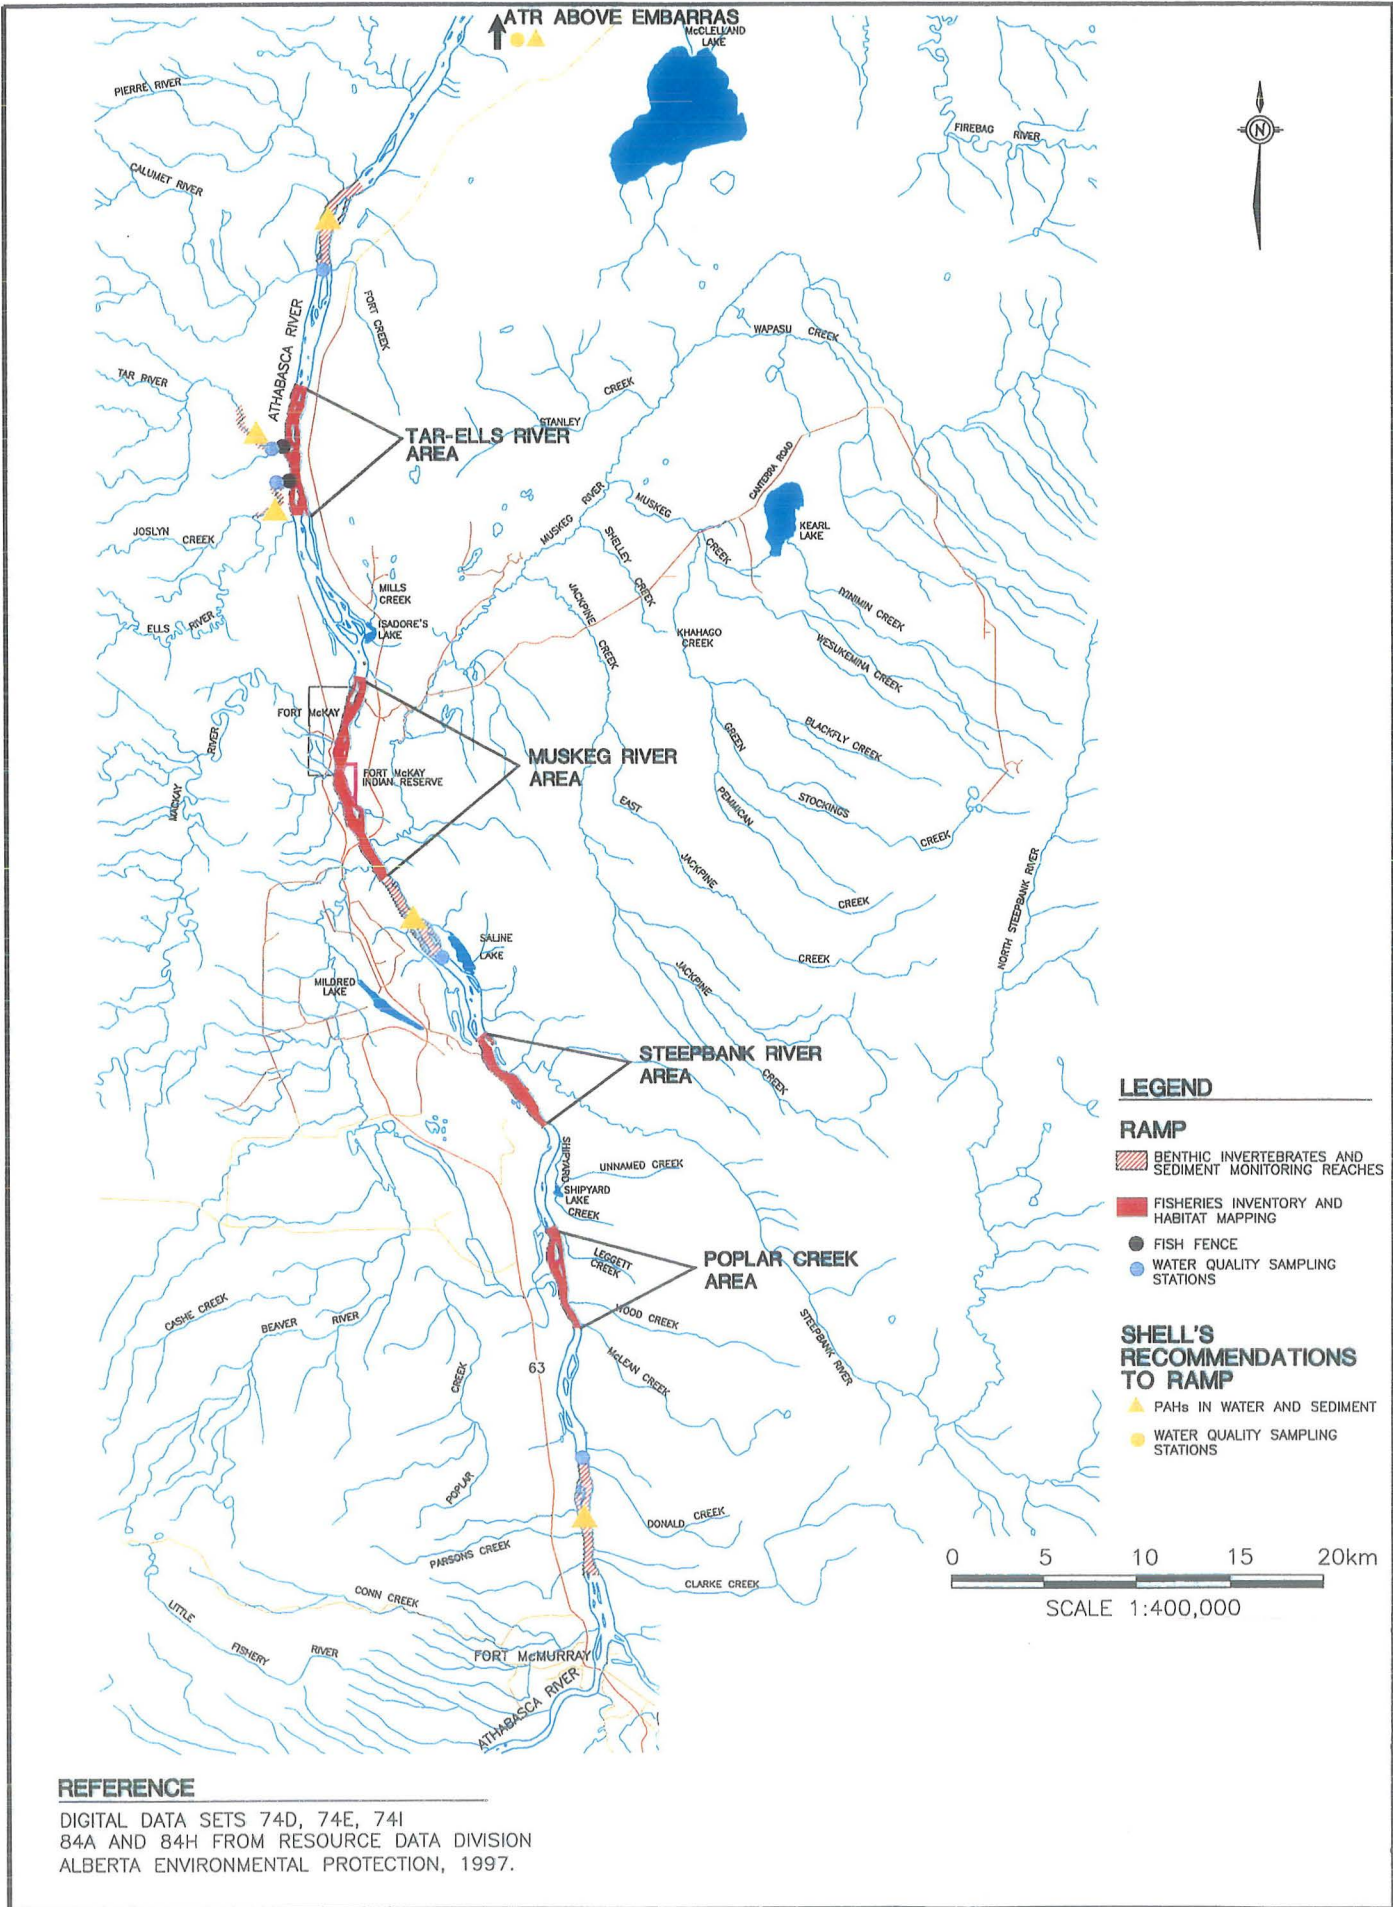 ATR ABOVE EMBARRAS
McCLELLAND
LAKE
PIERRE RIVER
FIREBAG RIVER
N
CALUMET RIVER
ATHABASCA RIVER
FORT CREEK
WAPASU CREEK
TAR RIVER
STANLEY CREEK
TAR-ELLS RIVER
AREA
CANTERRA ROAD
MUSKEG RIVER
MUSKEG CREEK
KEARL
LAKE
JOSLYN CREEK
SHELLEY CREEK
MILLS
CREEK
JACKPINE CREEK
IYINIMIN CREEK
ISADORE'S
LAKE
ELLS RIVER
KHAHAGO
CREEK
WESUKEMINA CREEK
FORT McKAY
MACKAY RIVER
GREEN
BLACKFLY CREEK
MUSKEG RIVER
AREA
FORT McKAY
INDIAN RESERVE
EAST JACKPINE CREEK
PEMMICAN CREEK
STOCKINGS CREEK
NORTH STEEPBANK RIVER
SALINE
LAKE
MILDRED
LAKE
JACKPINE CREEK
STEEPBANK RIVER
AREA
LEGEND
RAMP
BENTHIC INVERTEBRATES AND
SEDIMENT MONITORING REACHES
FISHERIES INVENTORY AND
HABITAT MAPPING
FISH FENCE
WATER QUALITY SAMPLING
STATIONS
SHELL'S
RECOMMENDATIONS
TO RAMP
PAHs IN WATER AND SEDIMENT
WATER QUALITY SAMPLING
STATIONS
SHIPYARD
UNNAMED CREEK
SHIPYARD
LAKE
CREEK
LEGGETT
CREEK
POPLAR CREEK
AREA
CASHE CREEK
BEAVER RIVER
WOOD CREEK
STEEPBANK RIVER
63
McLEAN CREEK
POPLAR CREEK
DONALD CREEK
PARSONS CREEK
CLARKE CREEK
CONN CREEK
LITTLE FISHERY RIVER
FORT McMURRAY
ATHABASCA RIVER
0 5 10 15 20km
SCALE 1:400,000
REFERENCE
DIGITAL DATA SETS 74D, 74E, 74I
84A AND 84H FROM RESOURCE DATA DIVISION
ALBERTA ENVIRONMENTAL PROTECTION, 1997.